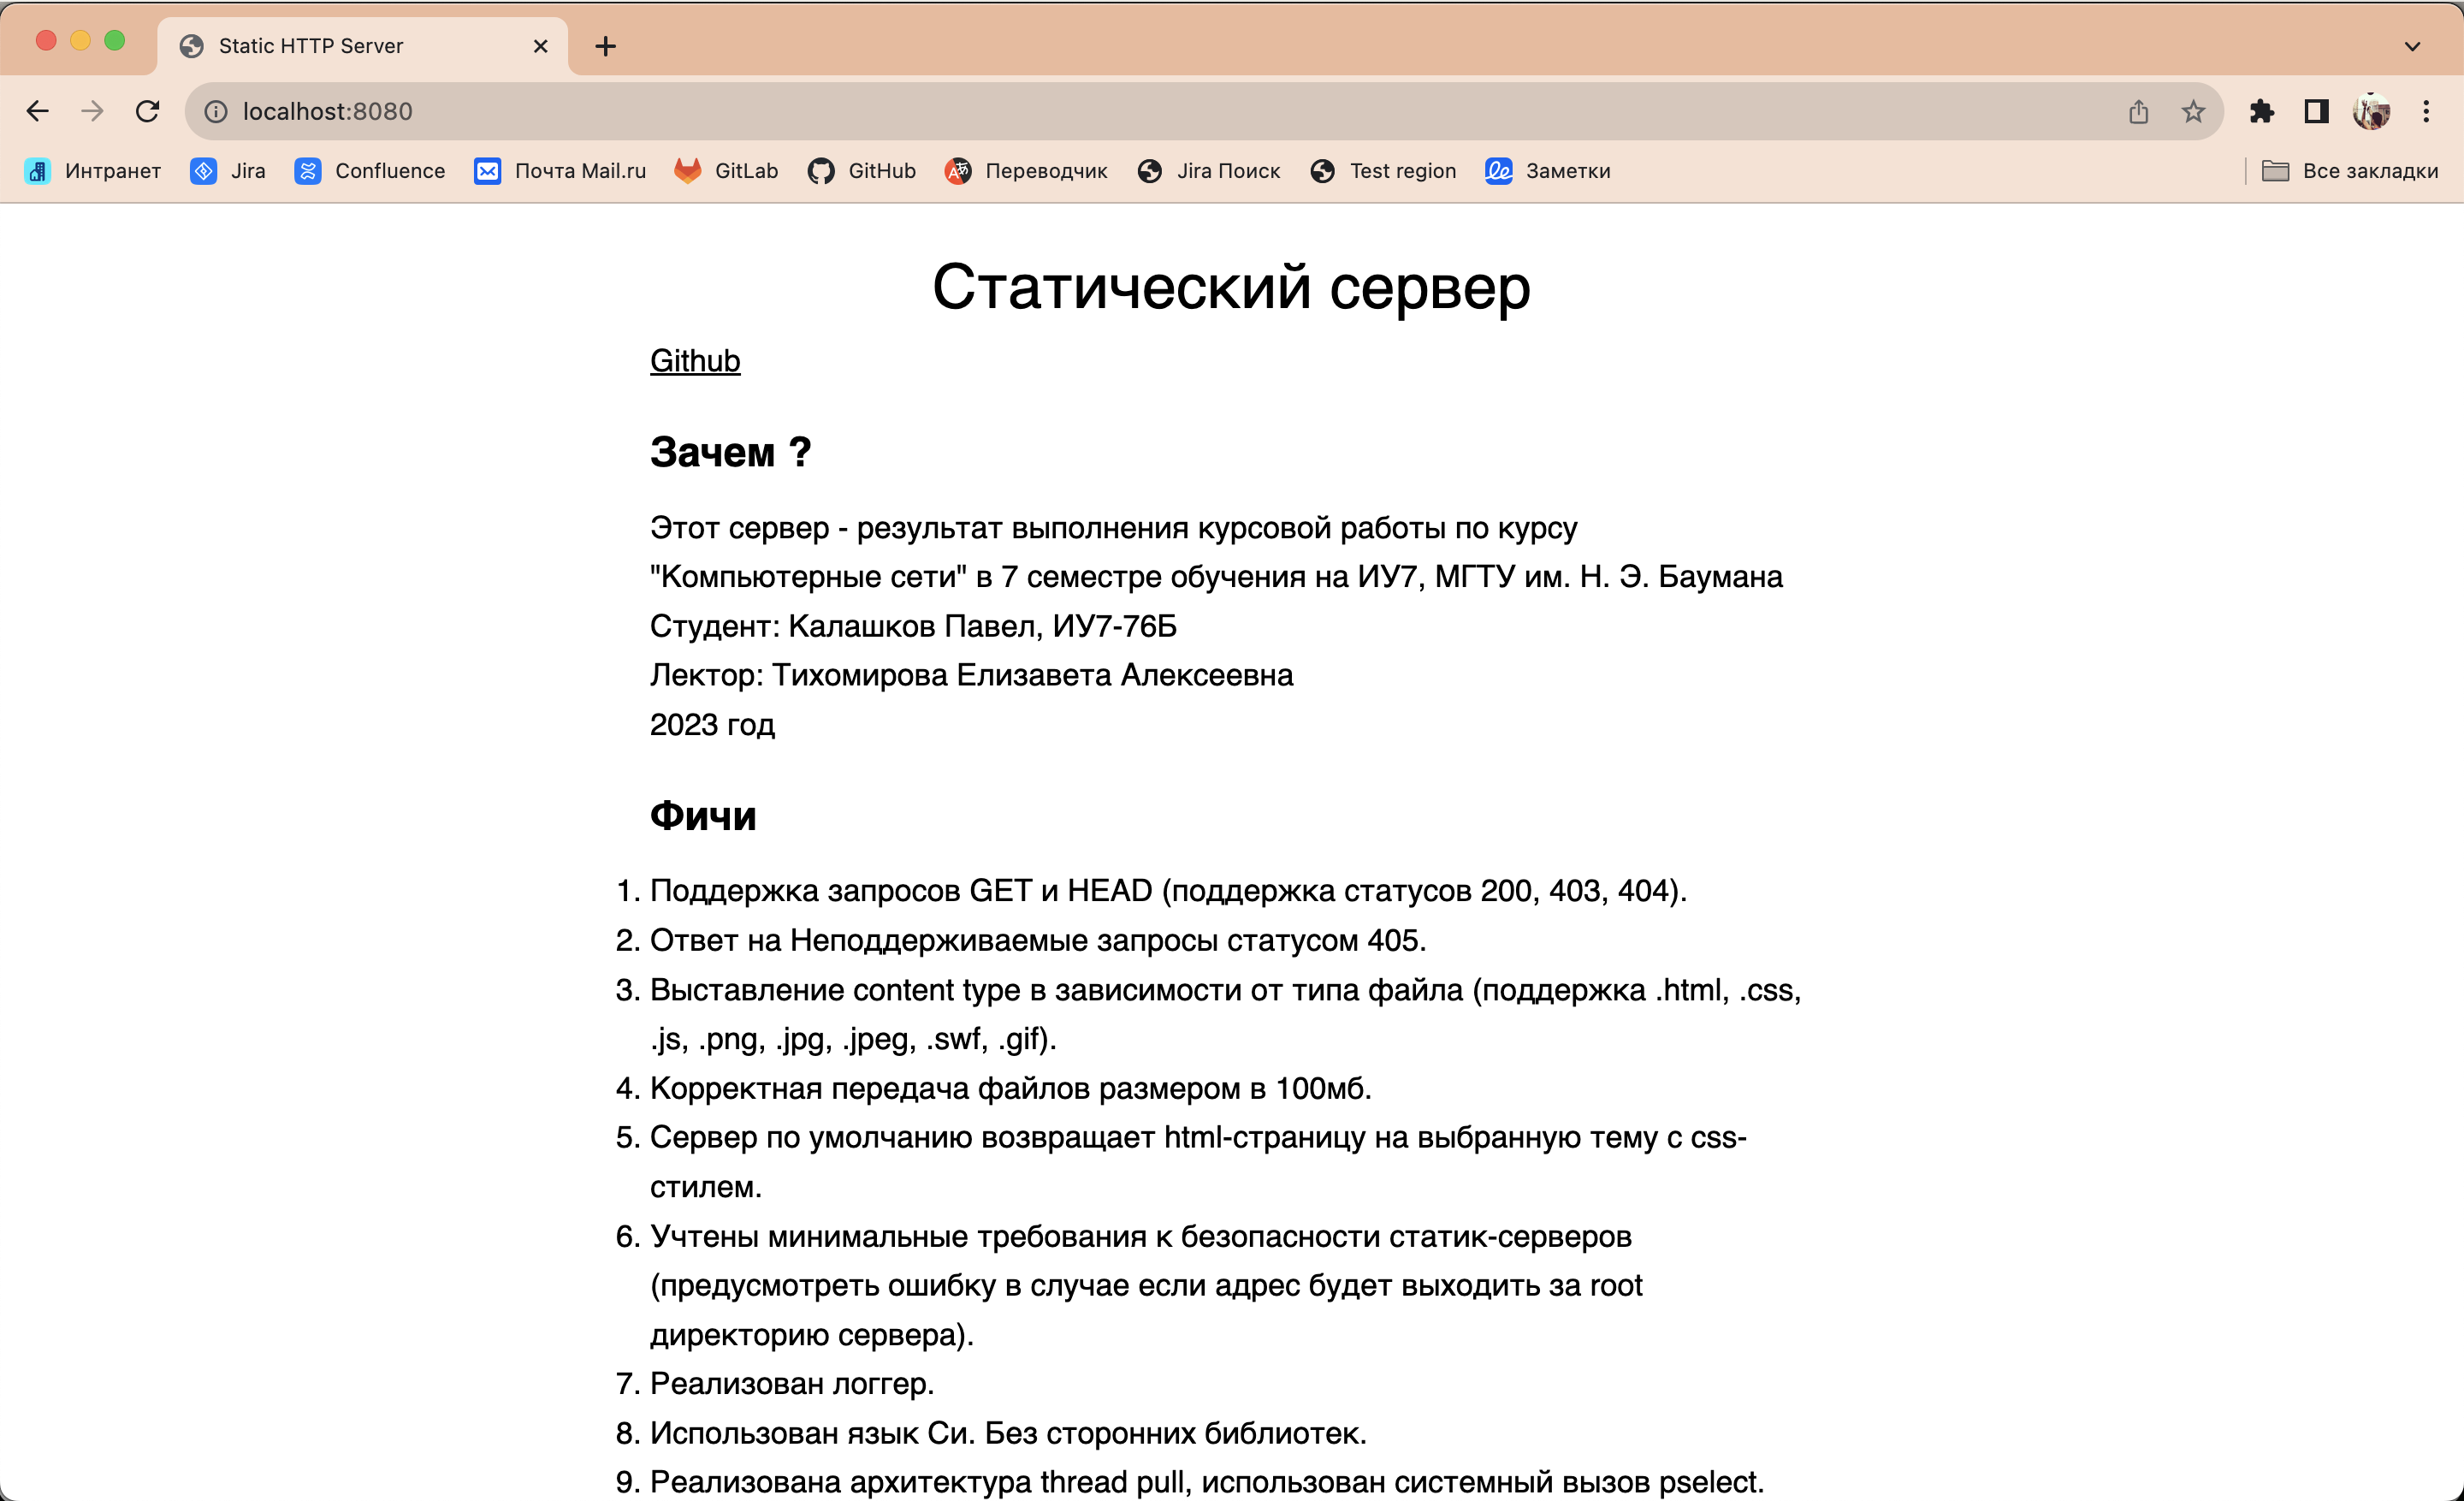 Static HTTP Server
localhost:8080
Интранет Jira Confluence Почта Mail.ru GitLab GitHub Переводчик Jira Поиск Test region Заметки Все закладки
Статический сервер
Github
Зачем ?
Этот сервер - результат выполнения курсовой работы по курсу
"Компьютерные сети" в 7 семестре обучения на ИУ7, МГТУ им. Н. Э. Баумана
Студент: Калашков Павел, ИУ7-76Б
Лектор: Тихомирова Елизавета Алексеевна
2023 год
Фичи
1. Поддержка запросов GET и HEAD (поддержка статусов 200, 403, 404).
2. Ответ на Неподдерживаемые запросы статусом 405.
3. Выставление content type в зависимости от типа файла (поддержка .html, .css,
.js, .png, .jpg, .jpeg, .swf, .gif).
4. Корректная передача файлов размером в 100мб.
5. Сервер по умолчанию возвращает html-страницу на выбранную тему с css-
стилем.
6. Учтены минимальные требования к безопасности статик-серверов
(предусмотреть ошибку в случае если адрес будет выходить за root
директорию сервера).
7. Реализован логгер.
8. Использован язык Си. Без сторонних библиотек.
9. Реализована архитектура thread pull, использован системный вызов pselect.